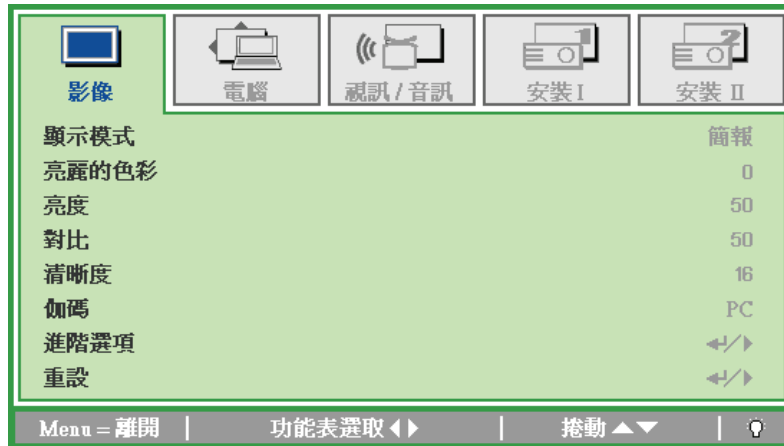 影像 電腦 視訊 / 音訊 安裝 I 安裝 II
顯示模式 簡報
亮麗的色彩 0
亮度 50
對比 50
清晰度 16
伽碼 PC
進階選項
重設
Menu = 離開 功能表選取 捲動